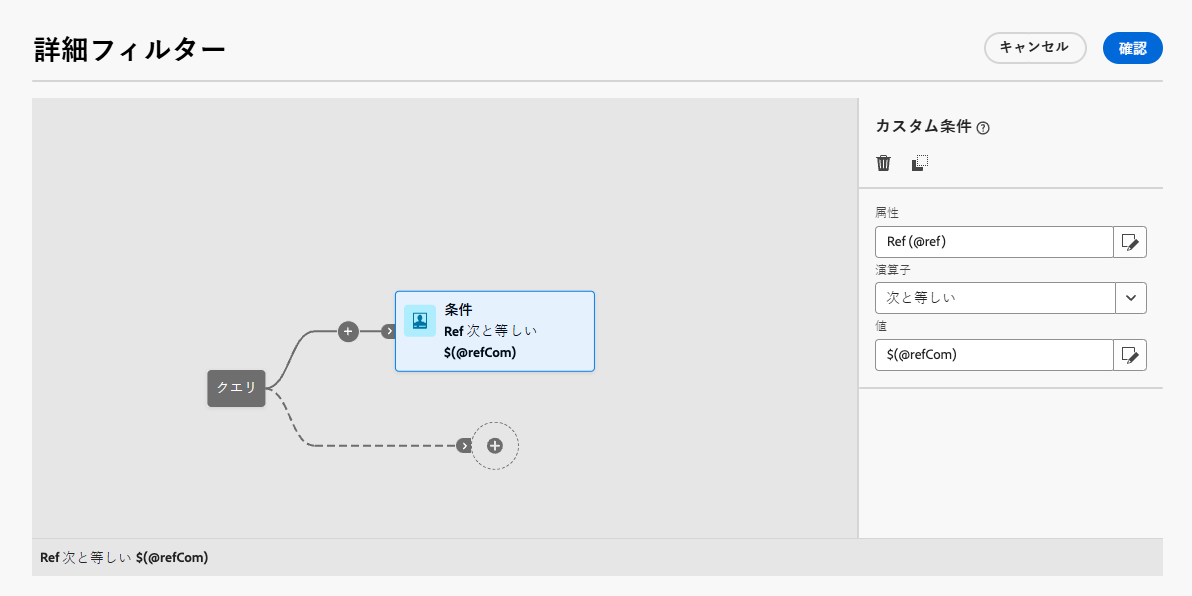 詳細フィルター
キャンセル
確認
カスタム条件
属性
Ref (@ref)
演算子
次と等しい
値
$(@refCom)
条件
Ref 次と等しい
$(@refCom)
クエリ
Ref 次と等しい $(@refCom)